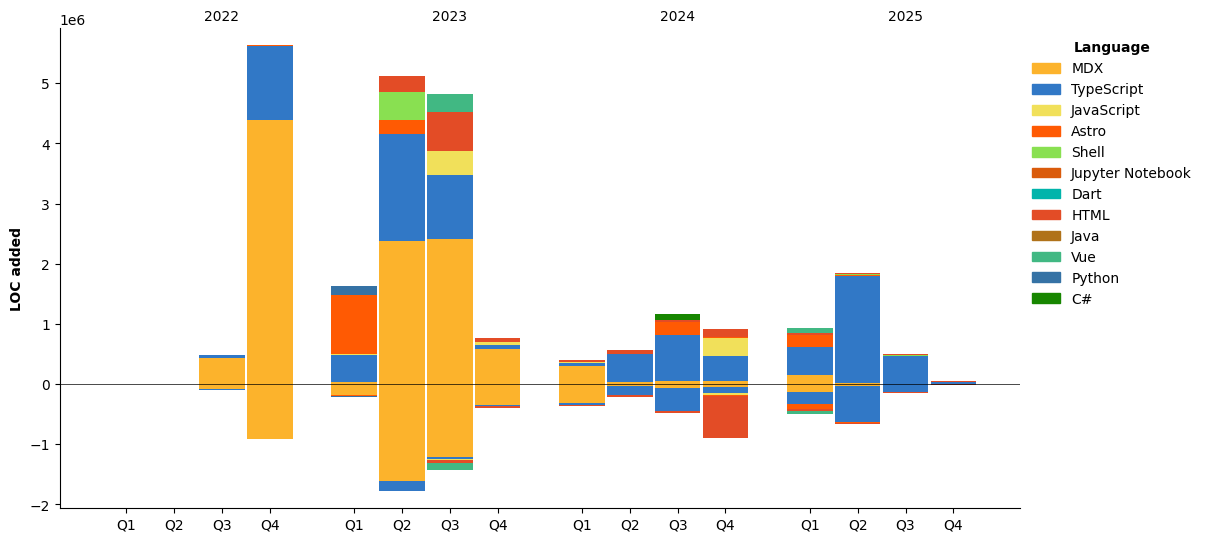 2022 2023 2024 2025
1e6
5
4
3
2
1
0
−1
−2
LOC added
Q1 Q2 Q3 Q4 Q1 Q2 Q3 Q4 Q1 Q2 Q3 Q4 Q1 Q2 Q3 Q4
Language
MDX
TypeScript
JavaScript
Astro
Shell
Jupyter Notebook
Dart
HTML
Java
Vue
Python
C#